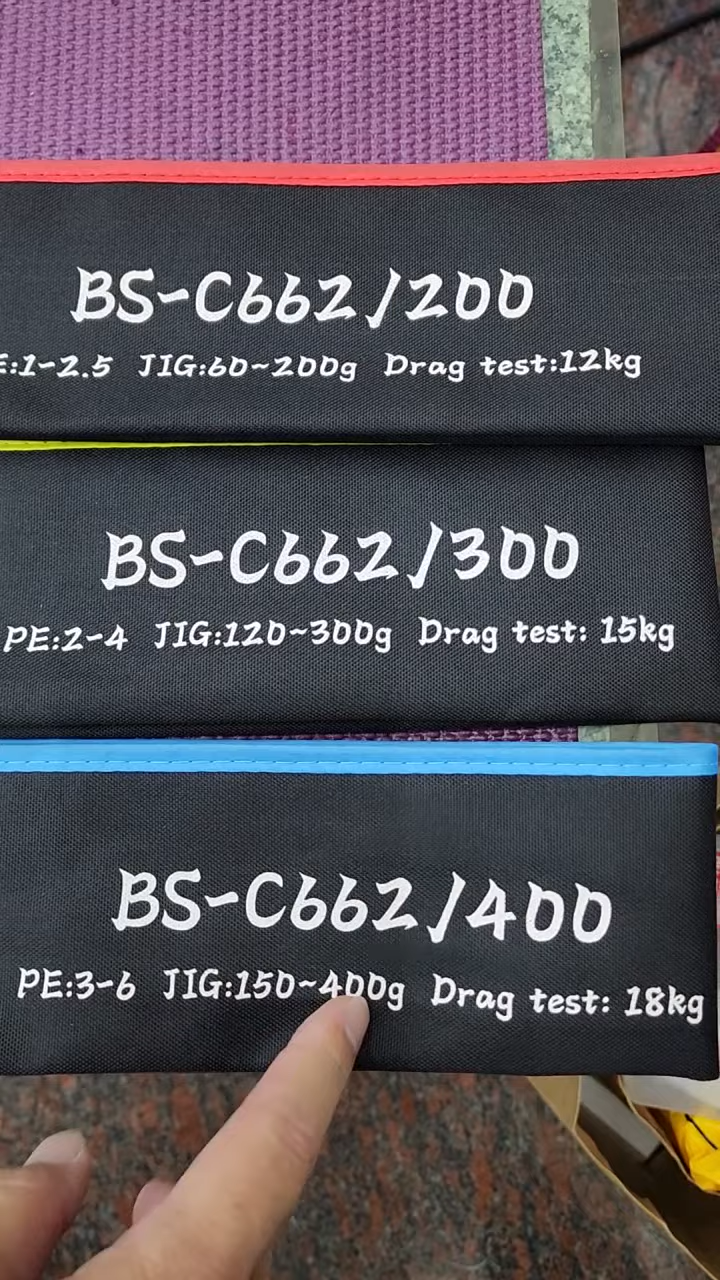 BS-C662/200
E:1-2.5 JIG:60~200g Drag test:12kg
BS-C662/300
PE:2-4 JIG:120~300g Drag test: 15kg
BS-C662/400
PE:3-6 JIG:150~400g Drag test: 18kg